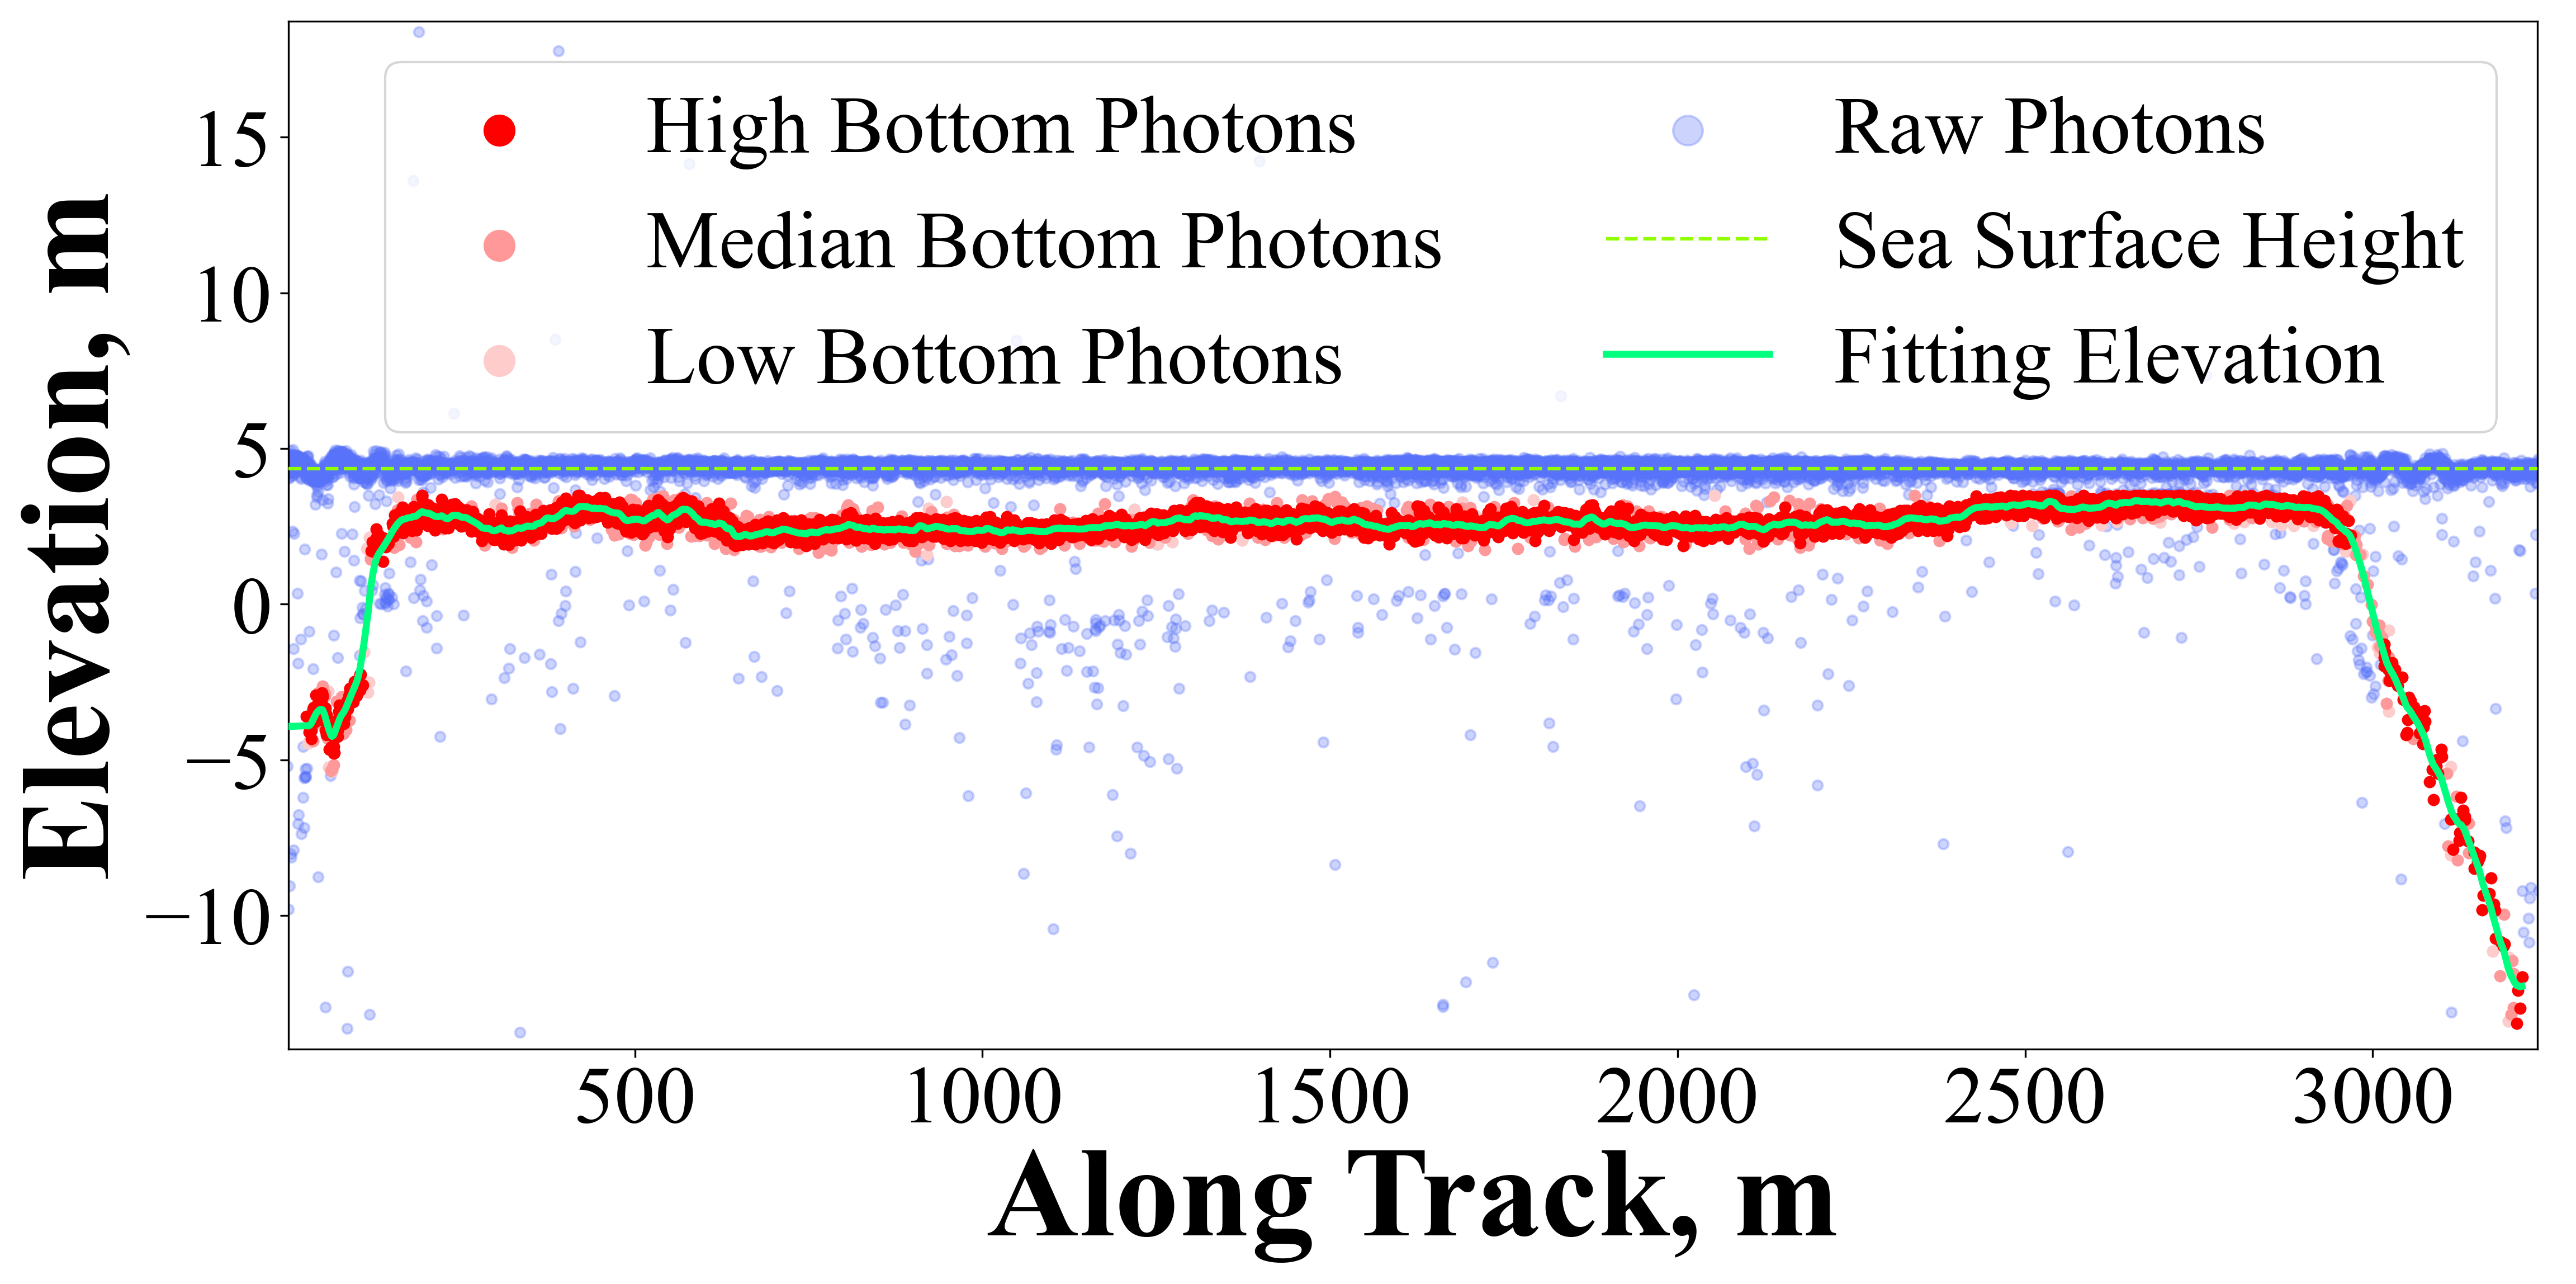 Elevation, m
15
10
5
0
−5
−10
High Bottom Photons
Median Bottom Photons
Low Bottom Photons
Raw Photons
Sea Surface Height
Fitting Elevation
500
1000
1500
2000
2500
3000
Along Track, m